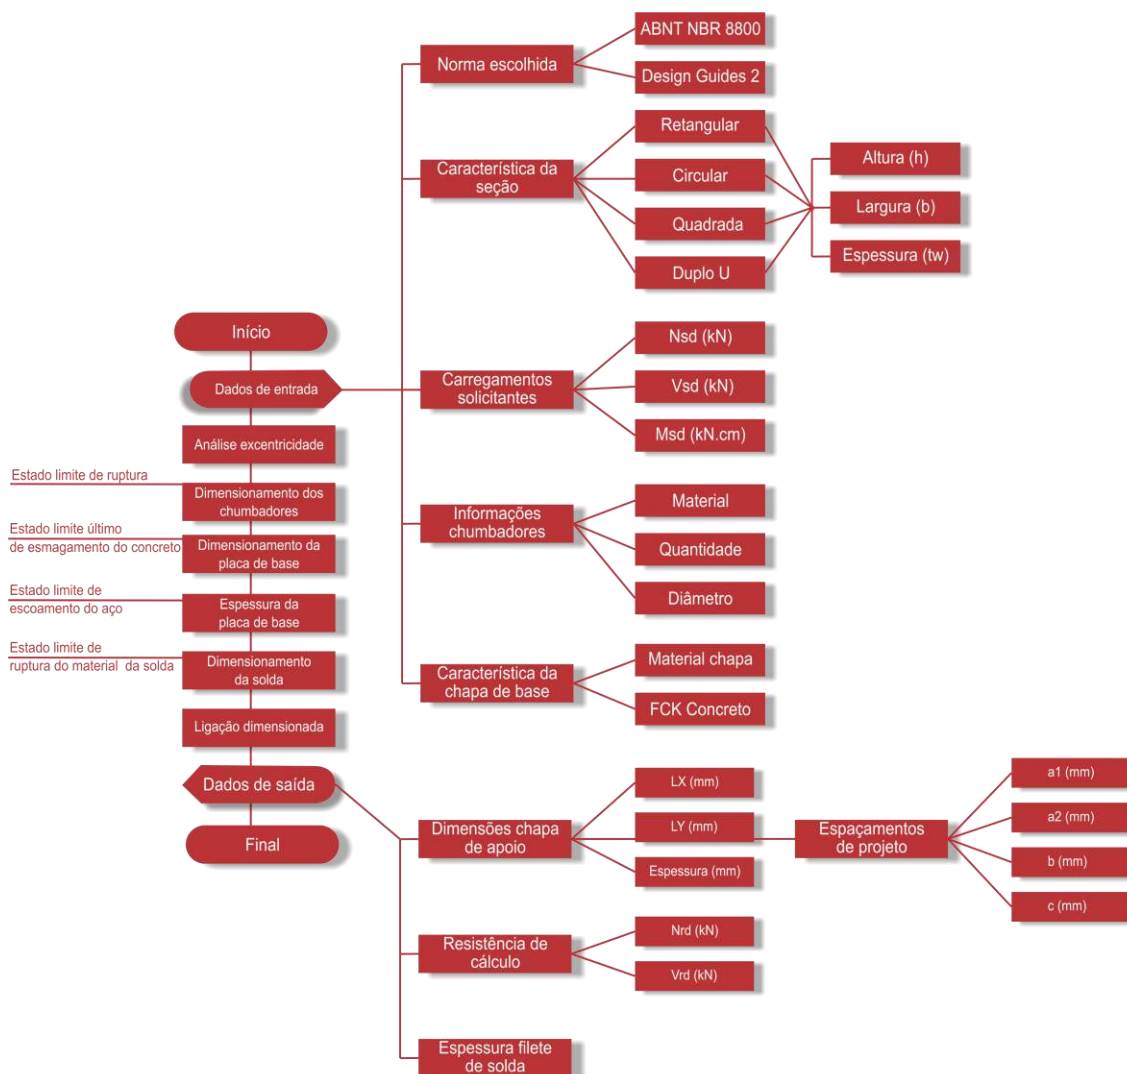 ABNT NBR 8800
Norma escolhida
Design Guides 2
Retangular
Altura (h)
Característica da
seção
Circular
Largura (b)
Quadrada
Espessura (tw)
Duplo U
Início
Nsd (kN)
Dados de entrada
Carregamentos
solicitantes
Vsd (kN)
Msd (kN.cm)
Análise excentricidade
Estado limite de ruptura
Dimensionamento dos
chumbadores
Material
Informações
chumbadores
Estado limite último
de esmagamento do concreto
Dimensionamento da
placa de base
Quantidade
Estado limite de
escoamento do aço
Espessura da
placa de base
Diâmetro
Estado limite de
ruptura do material da solda
Dimensionamento
da solda
Material chapa
Característica da
chapa de base
FCK Concreto
Ligação dimensionada
Dados de saída
LX (mm)
a1 (mm)
Final
Dimensões chapa
de apoio
LY (mm)
Espaçamentos
de projeto
a2 (mm)
Espessura (mm)
b (mm)
c (mm)
Resistência de
cálculo
Nrd (kN)
Vrd (kN)
Espessura filete
de solda